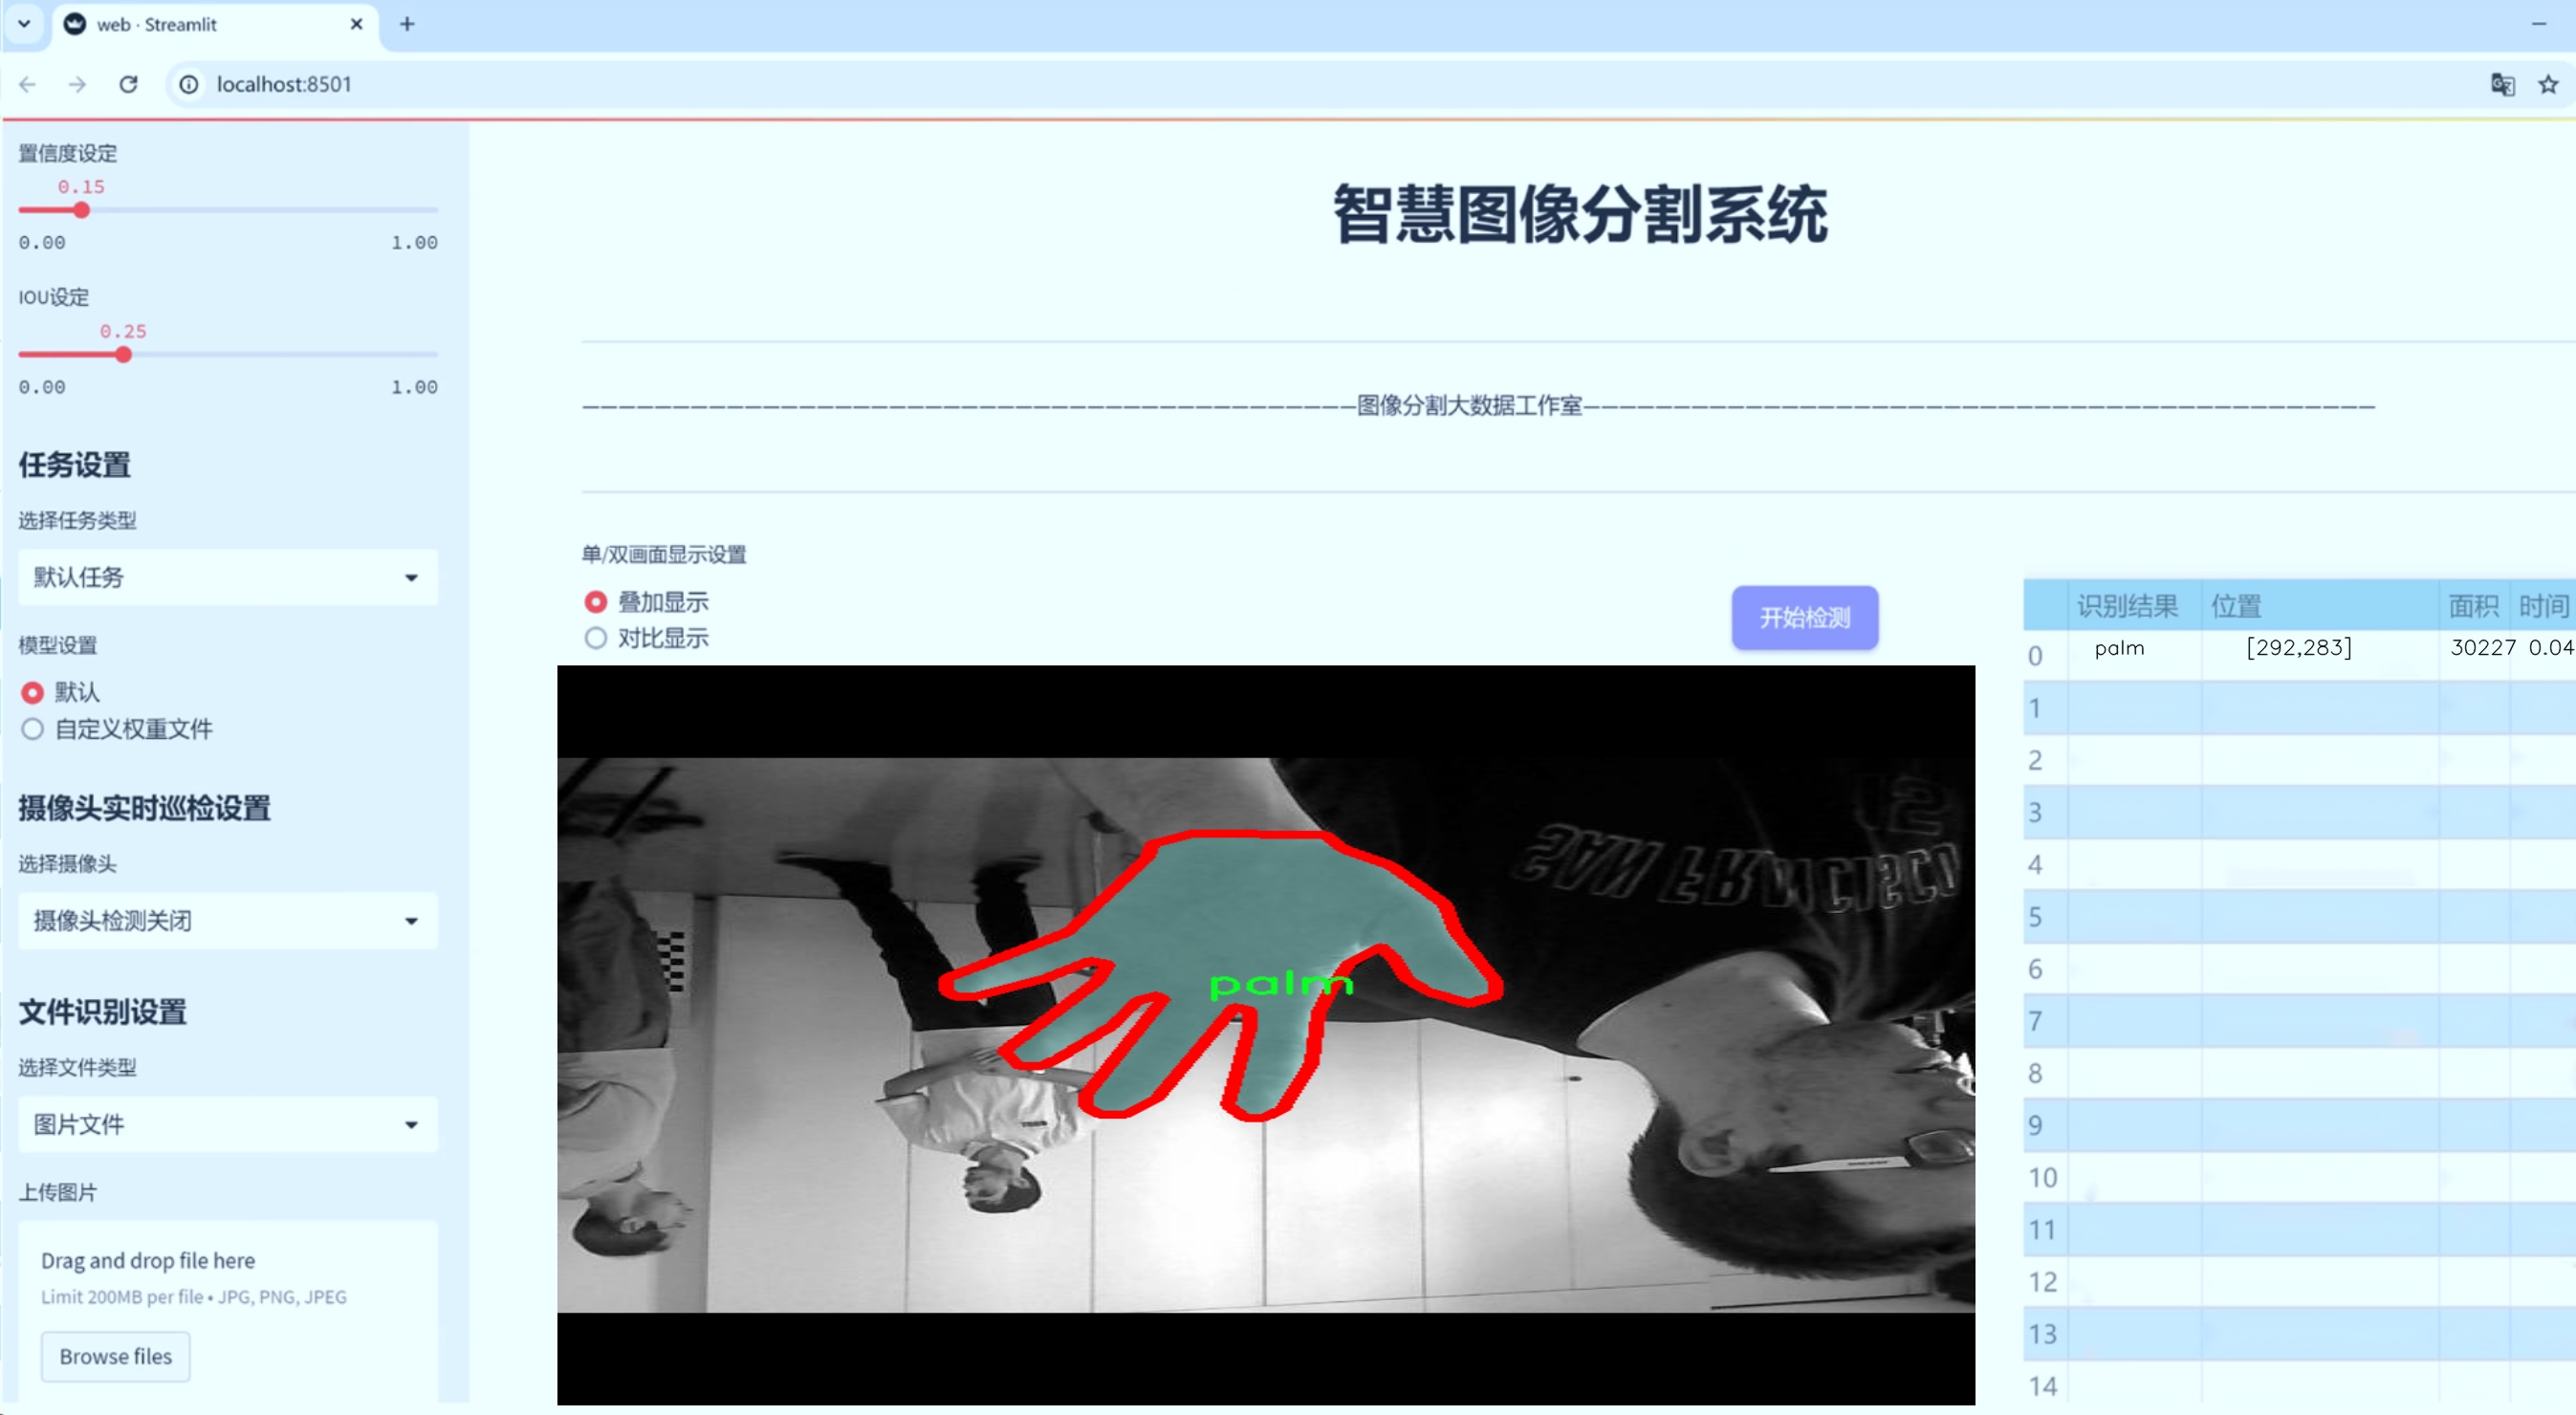 web · Streamlit
localhost:8501
置信度设定
0.15
0.00 1.00
IOU设定
0.25
0.00 1.00
任务设置
选择任务类型
默认任务
模型设置
默认
自定义权重文件
摄像头实时巡检设置
选择摄像头
摄像头检测关闭
文件识别设置
选择文件类型
图片文件
上传图片
Drag and drop file here
Limit 200MB per file • JPG, PNG, JPEG
Browse files
智慧图像分割系统
图像分割大数据工作室
单/双画面显示设置
叠加显示
对比显示
开始检测
SAN FRANCISCO
palm
识别结果 位置 面积 时间
0 palm [292,283] 30227 0.04
1
2
3
4
5
6
7
8
9
10
11
12
13
14